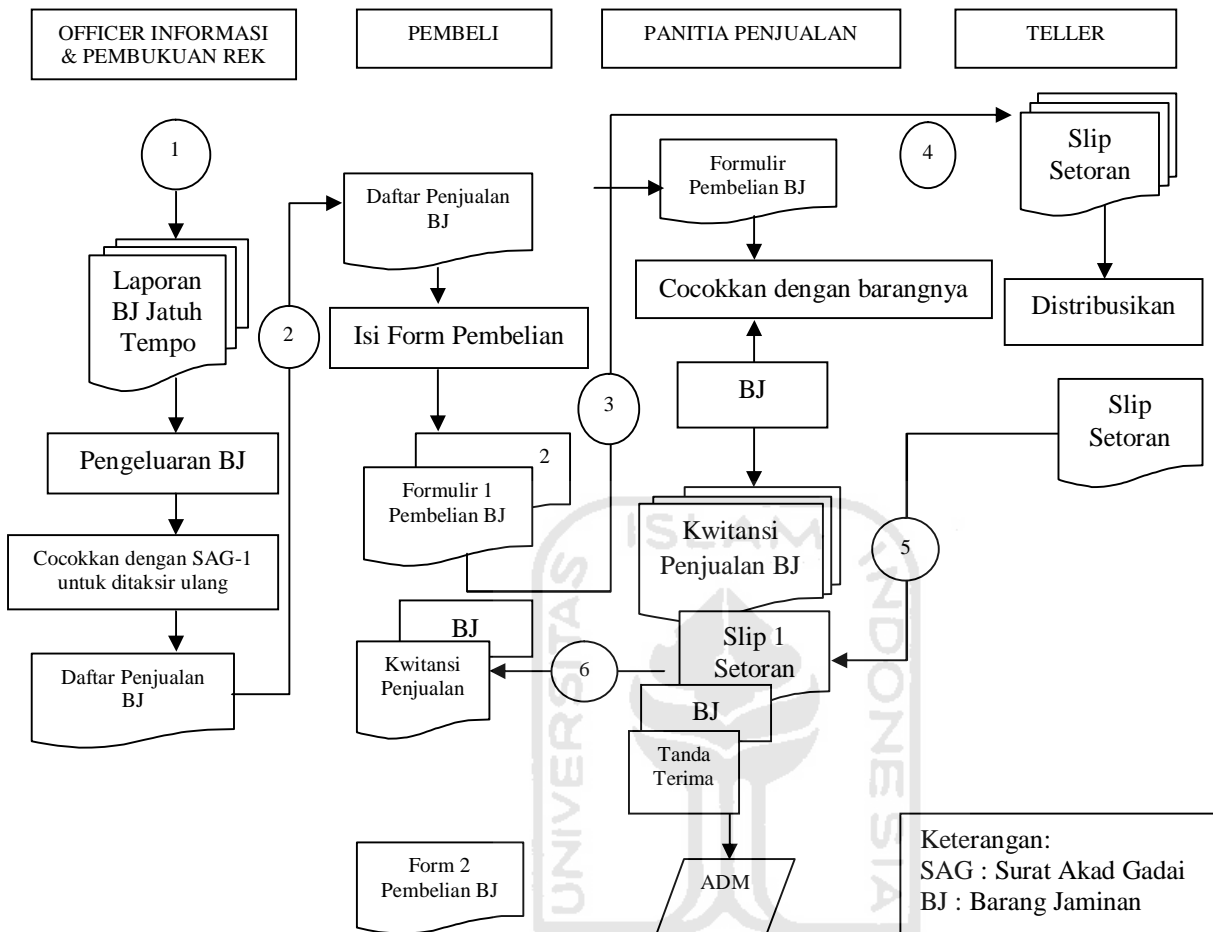 OFFICER INFORMASI
& PEMBUKUAN REK
PEMBELI
PANITIA PENJUALAN
TELLER
1
Laporan
BJ Jatuh
Tempo
Pengeluaran BJ
Cocokkan dengan SAG-1
untuk ditaksir ulang
Daftar Penjualan
BJ
2
Daftar Penjualan
BJ
Isi Form Pembelian
2
Formulir 1
Pembelian BJ
BJ
Kwitansi
Penjualan
Form 2
Pembelian BJ
3
Formulir
Pembelian BJ
Cocokkan dengan barangnya
BJ
Kwitansi
Penjualan BJ
Slip 1
Setoran
BJ
Tanda
Terima
ADM
6
4
Slip
Setoran
Distribusikan
Slip
Setoran
5
Keterangan:
SAG : Surat Akad Gadai
BJ : Barang Jaminan
UNIVERSITAS
ISLAM
INDONESIA